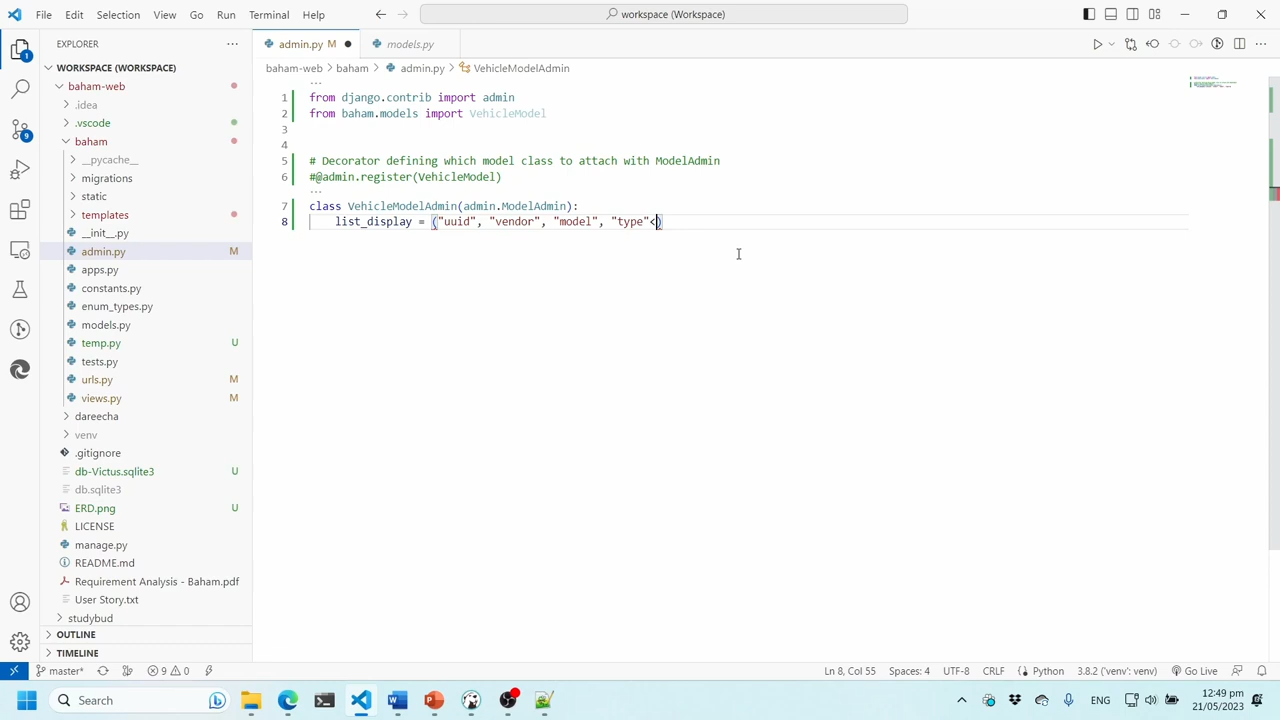 File Edit Selection View Go Run Terminal Help
workspace (Workspace)
EXPLORER
admin.py M
models.py
WORKSPACE (WORKSPACE)
baham-web > baham > admin.py > VehicleModelAdmin
baham-web
.idea
.vscode
baham
__pycache__
migrations
static
templates
__init__.py
admin.py M
apps.py
constants.py
enum_types.py
models.py
temp.py U
tests.py
urls.py M
views.py M
dareecha
venv
.gitignore
db-Victus.sqlite3 U
db.sqlite3
ERD.png U
LICENSE
manage.py
README.md
Requirement Analysis - Baham.pdf
User Story.txt
studybud
OUTLINE
TIMELINE
1 from django.contrib import admin
2 from baham.models import VehicleModel
3
4
5 # Decorator defining which model class to attach with ModelAdmin
6 #@admin.register(VehicleModel)
7 class VehicleModelAdmin(admin.ModelAdmin):
8 list_display = ("uuid", "vendor", "model", "type"<)
1
9
master* 9 0 Ln 8, Col 55 Spaces: 4 UTF-8 CRLF Python 3.8.2 ('venv': venv) Go Live
Search
ENG
12:49 pm
21/05/2023